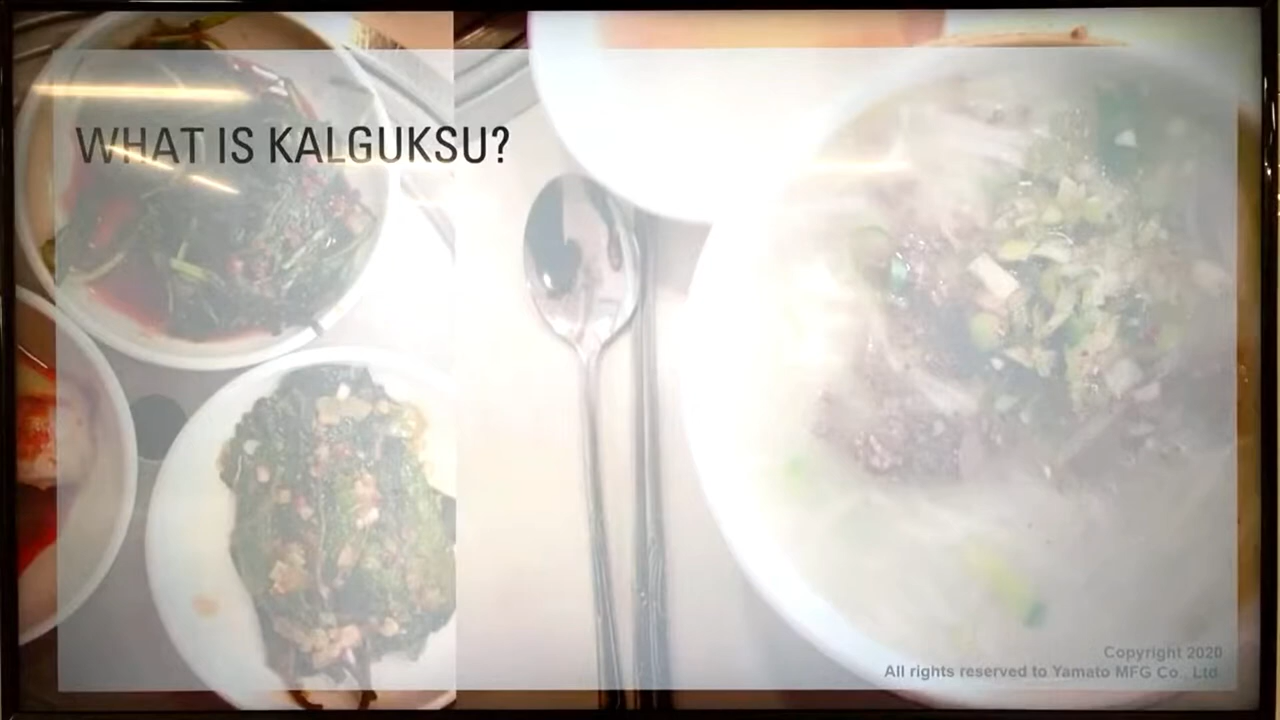 WHAT IS KALGUKSU?
Copyright 2020
All rights reserved to Yamato MFG Co., Ltd.